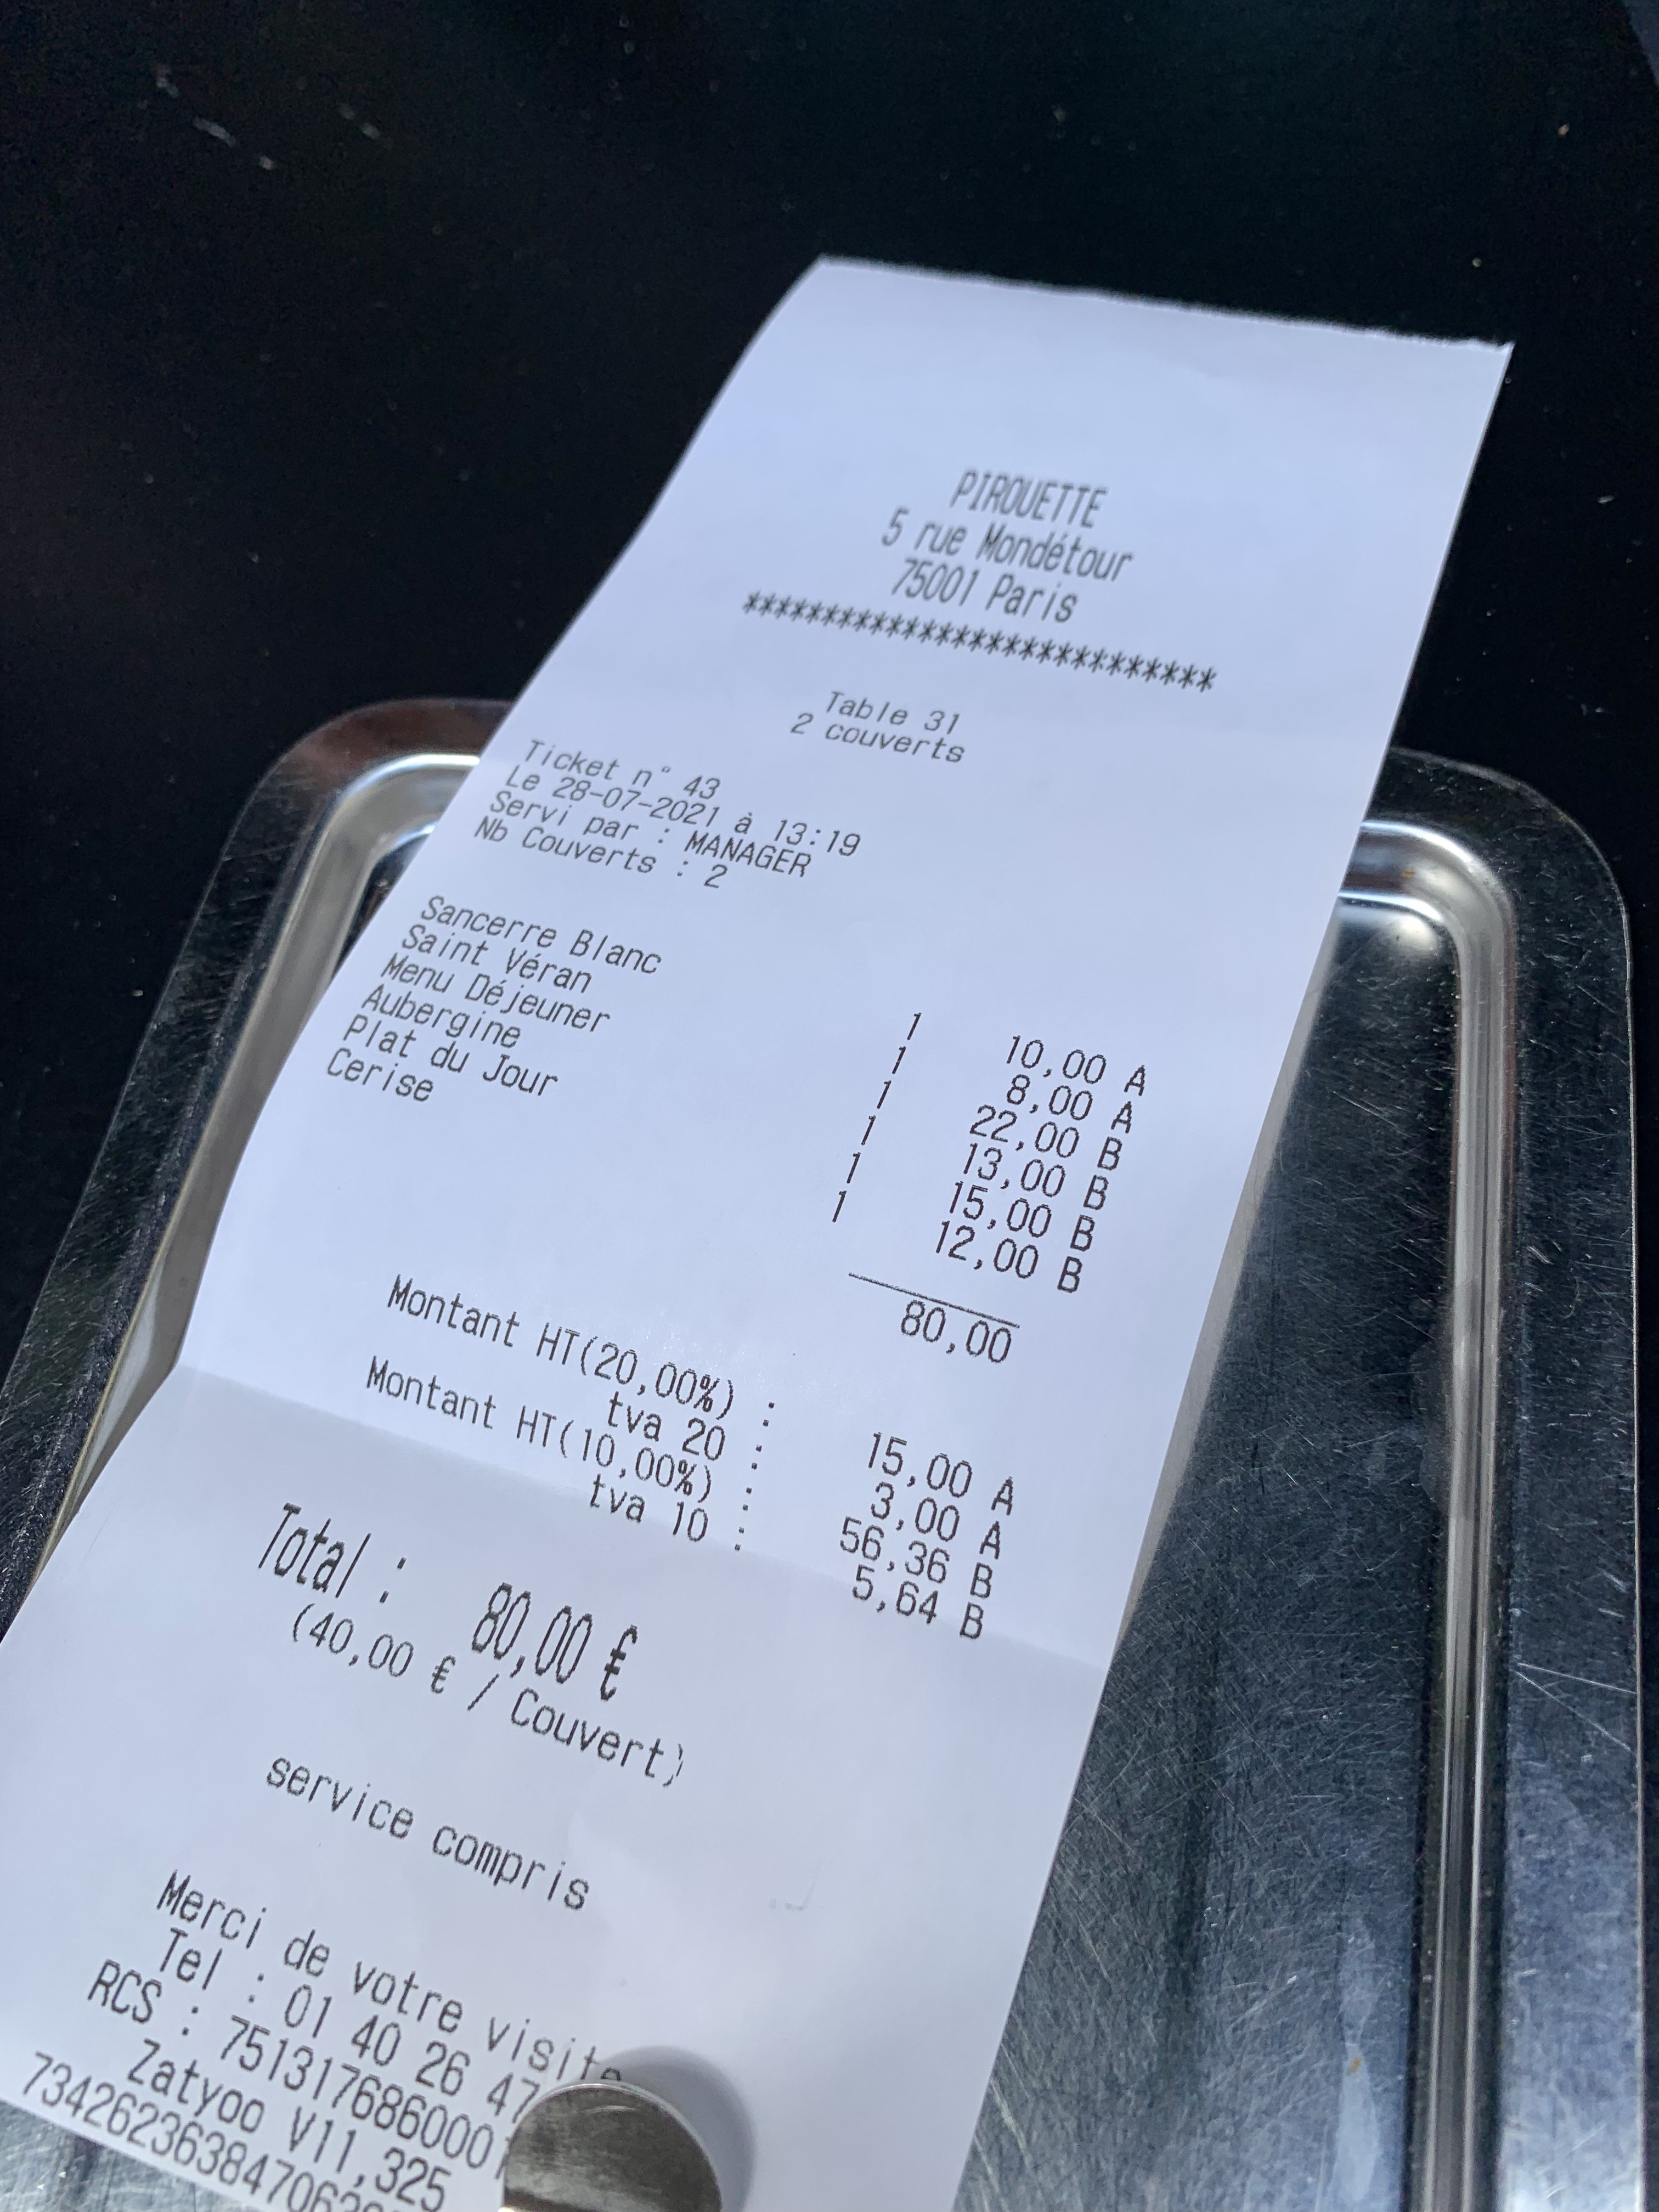 PIROUETTE
5 rue Mondétour
75001 Paris
******************************
Table 31
2 couverts
Ticket n° 43
Le 28-07-2021 à 13:19
Servi par : MANAGER
Nb Couverts : 2
Sancerre Blanc 1 10,00 A
Saint Véran 1 8,00 A
Menu Déjeuner 1 22,00 B
Aubergine 1 13,00 B
Plat du Jour 1 15,00 B
Cerise 1 12,00 B
80,00
Montant HT(20,00%) : 15,00 A
tva 20 : 3,00 A
Montant HT(10,00%) : 56,36 B
tva 10 : 5,64 B
Total : 80,00 €
(40,00 € / Couvert)
service compris
Merci de votre visite
Tel : 01 40 26 47
RCS : 7513176860001
Zatyoo V11,325